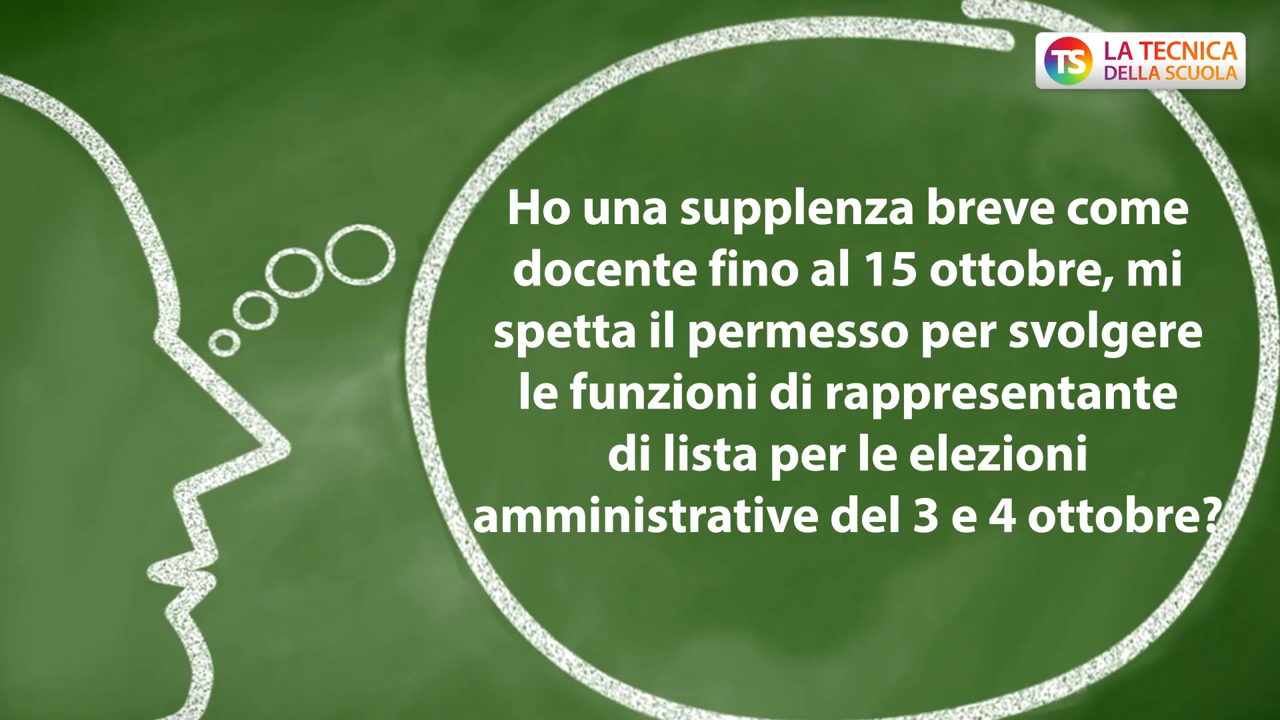 TS LA TECNICA
DELLA SCUOLA
Ho una supplenza breve come
docente fino al 15 ottobre, mi
spetta il permesso per svolgere
le funzioni di rappresentante
di lista per le elezioni
amministrative del 3 e 4 ottobre?